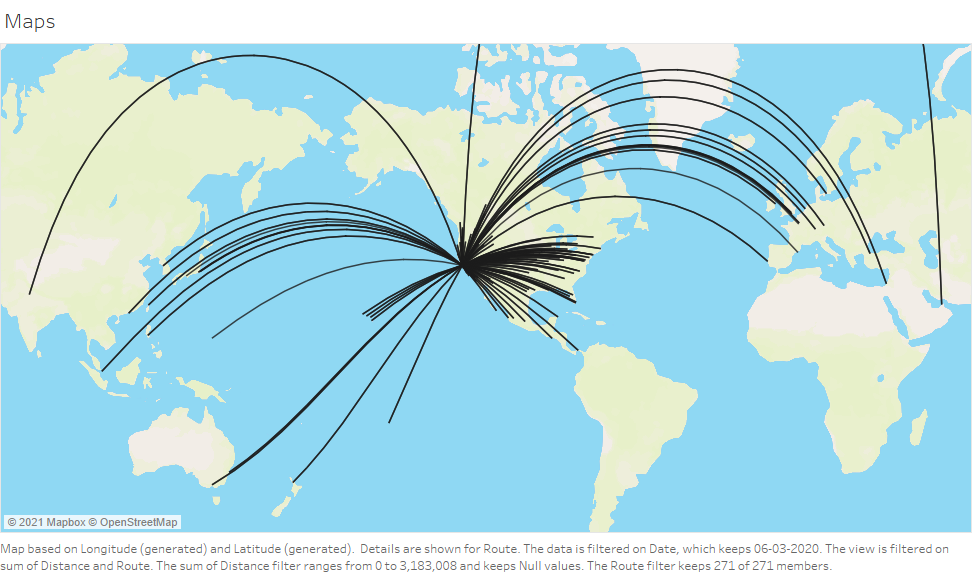 Maps
© 2021 Mapbox © OpenStreetMap
Map based on Longitude (generated) and Latitude (generated).  Details are shown for Route. The data is filtered on Date, which keeps 06-03-2020. The view is filtered on
sum of Distance and Route. The sum of Distance filter ranges from 0 to 3,183,008 and keeps Null values. The Route filter keeps 271 of 271 members.